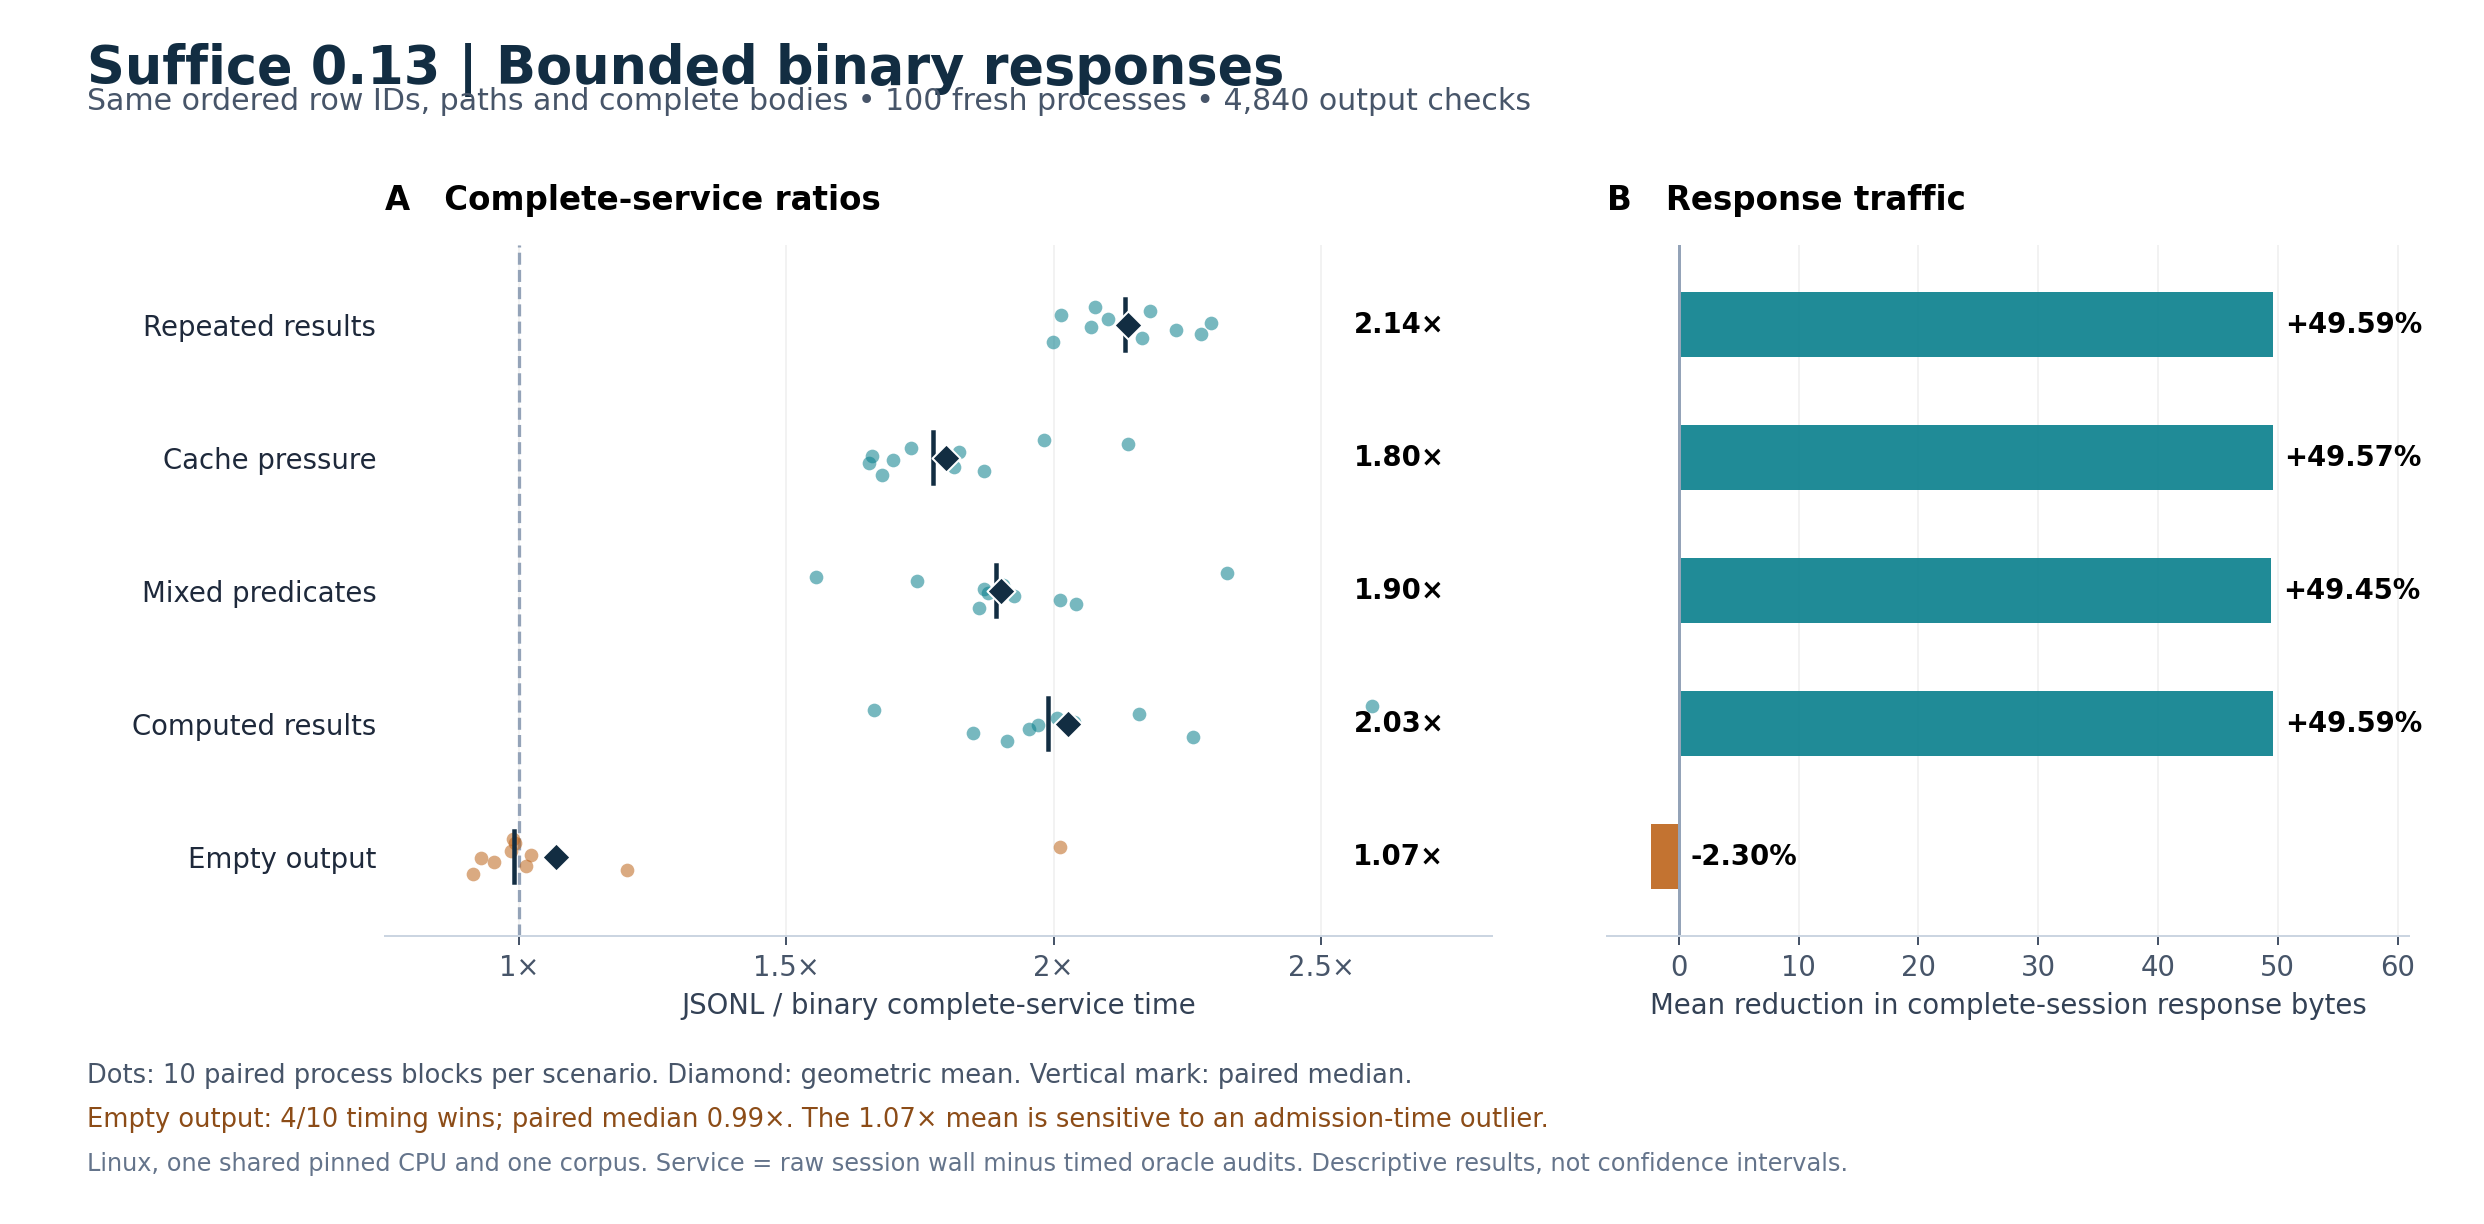 Suffice 0.13 | Bounded binary responses
Same ordered row IDs, paths and complete bodies • 100 fresh processes • 4,840 output checks
A Complete-service ratios
Repeated results
2.14×
Cache pressure
1.80×
Mixed predicates
1.90×
Computed results
2.03×
Empty output
1.07×
1× 1.5× 2× 2.5×
JSONL / binary complete-service time
B Response traffic
+49.59%
+49.57%
+49.45%
+49.59%
-2.30%
0 10 20 30 40 50 60
Mean reduction in complete-session response bytes
Dots: 10 paired process blocks per scenario. Diamond: geometric mean. Vertical mark: paired median.
Empty output: 4/10 timing wins; paired median 0.99×. The 1.07× mean is sensitive to an admission-time outlier.
Linux, one shared pinned CPU and one corpus. Service = raw session wall minus timed oracle audits. Descriptive results, not confidence intervals.